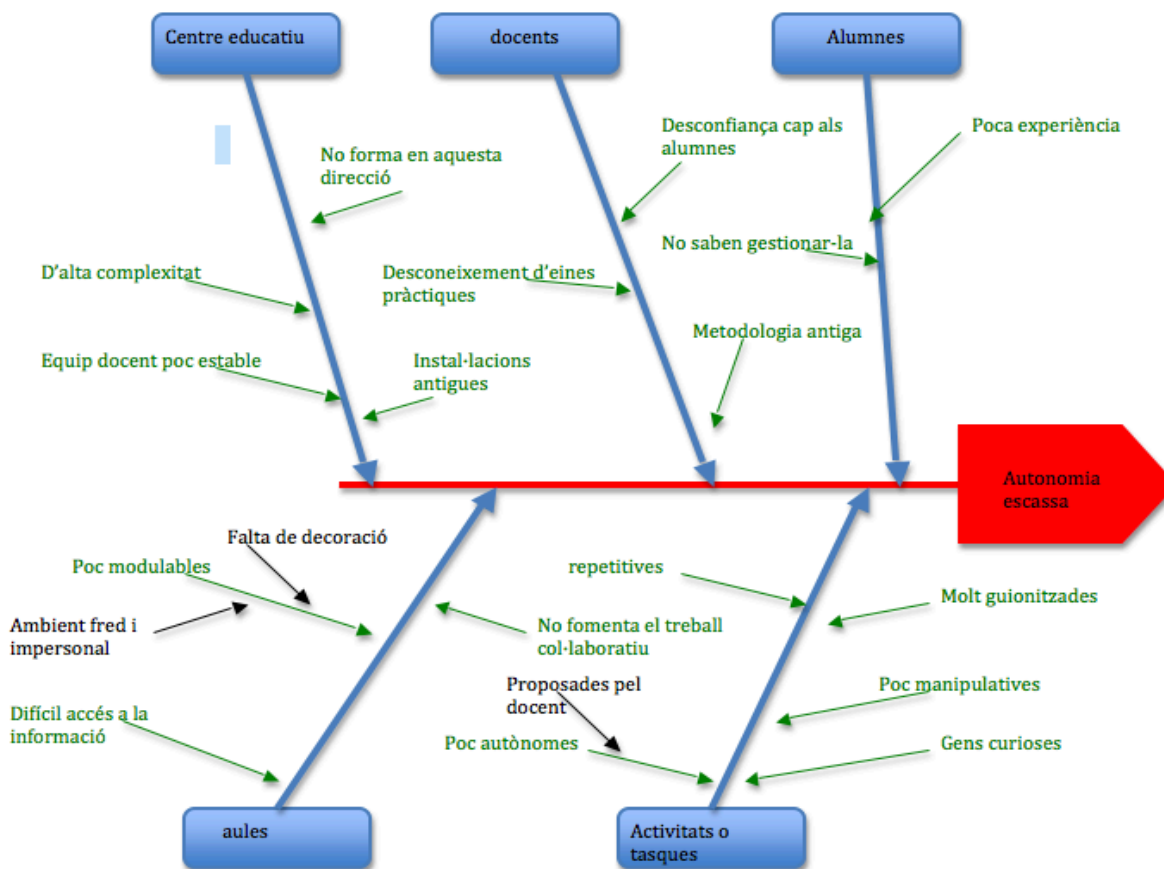 Centre educatiu
docents
Alumnes
Desconfiança cap als
alumnes
Poca experiència
No forma en aquesta
direcció
No saben gestionar-la
D'alta complexitat
Desconeixement d'eines
pràctiques
Metodologia antiga
Equip docent poc estable
Instal·lacions
antigues
Autonomia
escassa
Falta de decoració
Poc modulables
repetitives
Molt guionitzades
Ambient fred i
impersonal
No fomenta el treball
col·laboratiu
Proposades pel
docent
Poc manipulatives
Difícil accés a la
informació
Poc autònomes
Gens curioses
aules
Activitats o
tasques